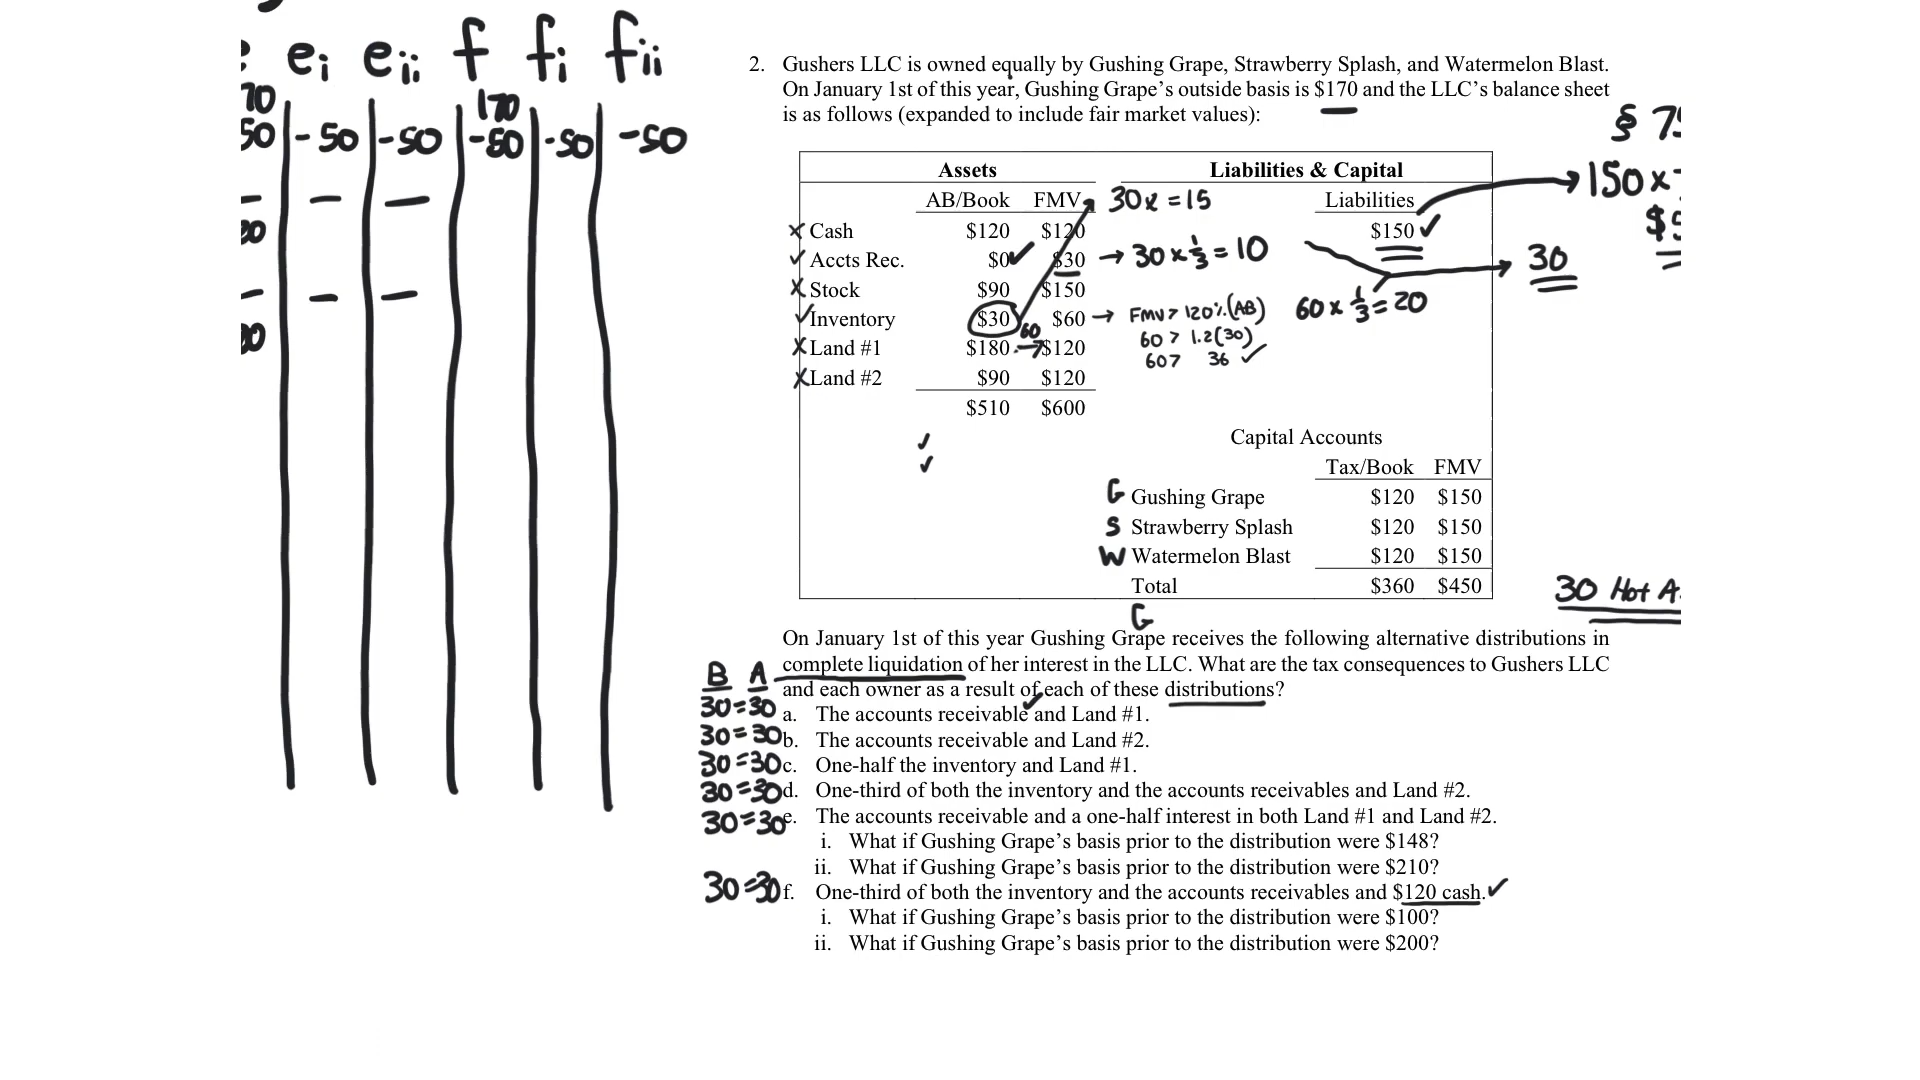 ei eii f fi fii
70
170
50 -50 -50 -50 -50 -50
20
2. Gushers LLC is owned equally by Gushing Grape, Strawberry Splash, and Watermelon Blast.
On January 1st of this year, Gushing Grape's outside basis is $170 and the LLC's balance sheet
is as follows (expanded to include fair market values):
§ 75
150 x
30
Assets Liabilities & Capital
AB/Book FMV 30x = 15 Liabilities
x Cash $120 $120 $150 ✓
✓ Accts Rec. $0 ✓ $30 → 30 x 1/3 = 10
X Stock $90 $150
✓ Inventory $30 $60 → FMV > 120% (AB) 60 x 1/3 = 20
60 60 > 1.2(30)
X Land #1 $180 → $120 60 > 36 ✓
X Land #2 $90 $120
$510 $600
✓
✓
Capital Accounts
Tax/Book FMV
G Gushing Grape $120 $150
S Strawberry Splash $120 $150
W Watermelon Blast $120 $150
Total $360 $450
30 Hot A
G
On January 1st of this year Gushing Grape receives the following alternative distributions in
complete liquidation of her interest in the LLC. What are the tax consequences to Gushers LLC
and each owner as a result of each of these distributions?
B A
30=30 a. The accounts receivable and Land #1.
30=30 b. The accounts receivable and Land #2.
30=30 c. One-half the inventory and Land #1.
30=30 d. One-third of both the inventory and the accounts receivables and Land #2.
30=30 e. The accounts receivable and a one-half interest in both Land #1 and Land #2.
i. What if Gushing Grape's basis prior to the distribution were $148?
ii. What if Gushing Grape's basis prior to the distribution were $210?
30=30 f. One-third of both the inventory and the accounts receivables and $120 cash. ✓
i. What if Gushing Grape's basis prior to the distribution were $100?
ii. What if Gushing Grape's basis prior to the distribution were $200?